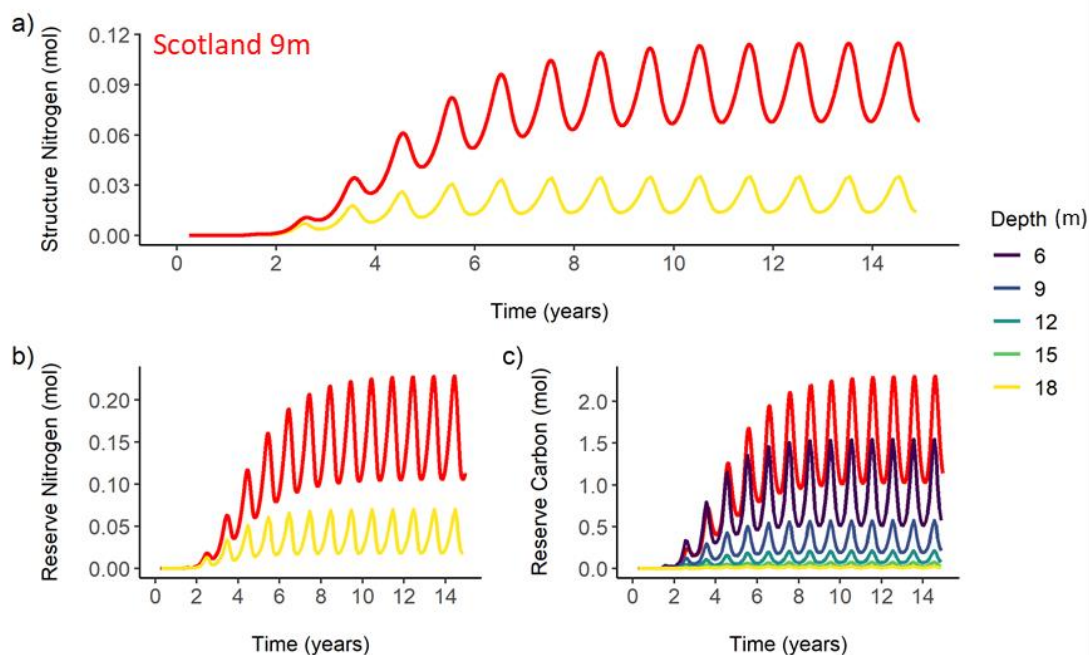 a)
Scotland 9m
Structure Nitrogen (mol)
0.12
0.09
0.06
0.03
0.00
0 2 4 6 8 10 12 14
Time (years)
Depth (m)
6
9
12
15
18
b)
Reserve Nitrogen (mol)
0.20
0.15
0.10
0.05
0.00
0 2 4 6 8 10 12 14
Time (years)
c)
Reserve Carbon (mol)
2.0
1.5
1.0
0.5
0.0
0 2 4 6 8 10 12 14
Time (years)